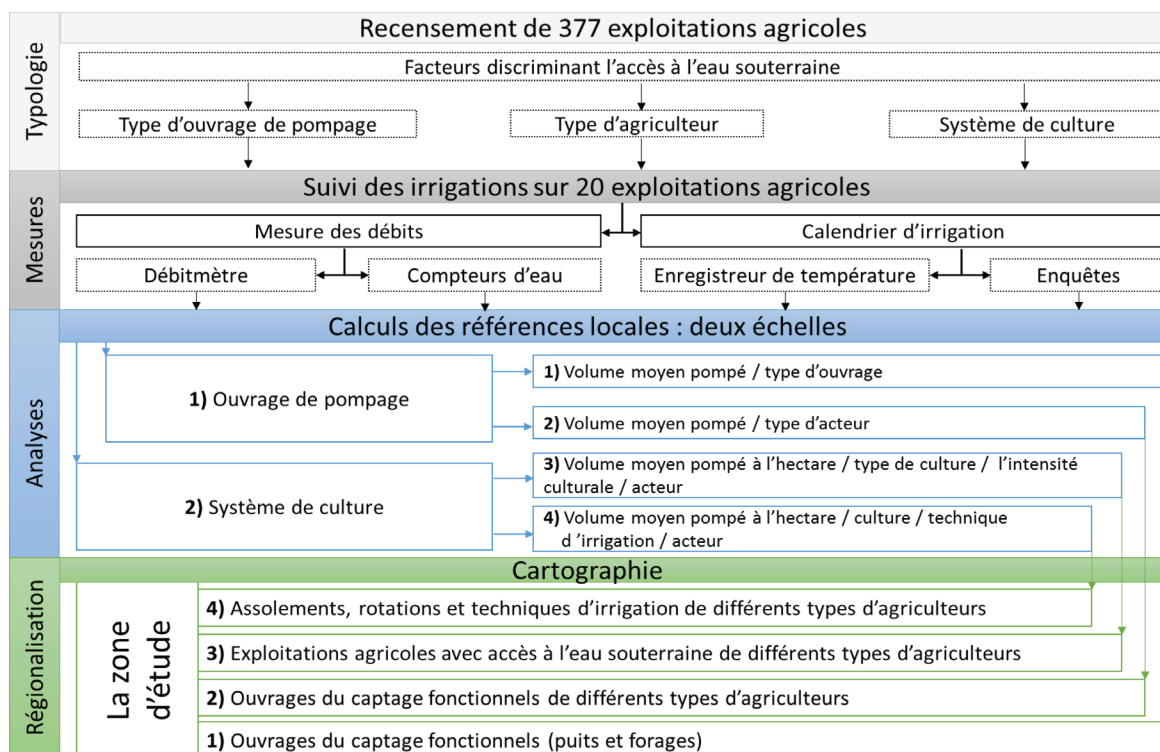 Typologie
Recensement de 377 exploitations agricoles
Facteurs discriminant l'accès à l'eau souterraine
Type d'ouvrage de pompage
Type d'agriculteur
Système de culture
Mesures
Suivi des irrigations sur 20 exploitations agricoles
Mesure des débits
Calendrier d'irrigation
Débitmètre
Compteurs d'eau
Enregistreur de température
Enquêtes
Analyses
Calculs des références locales : deux échelles
1) Ouvrage de pompage
1) Volume moyen pompé / type d'ouvrage
2) Volume moyen pompé / type d'acteur
2) Système de culture
3) Volume moyen pompé à l'hectare / type de culture / l'intensité
culturale / acteur
4) Volume moyen pompé à l'hectare / culture / technique
d 'irrigation / acteur
Régionalisation
Cartographie
La zone
d'étude
4) Assolements, rotations et techniques d'irrigation de différents types d'agriculteurs
3) Exploitations agricoles avec accès à l'eau souterraine de différents types d'agriculteurs
2) Ouvrages du captage fonctionnels de différents types d'agriculteurs
1) Ouvrages du captage fonctionnels (puits et forages)